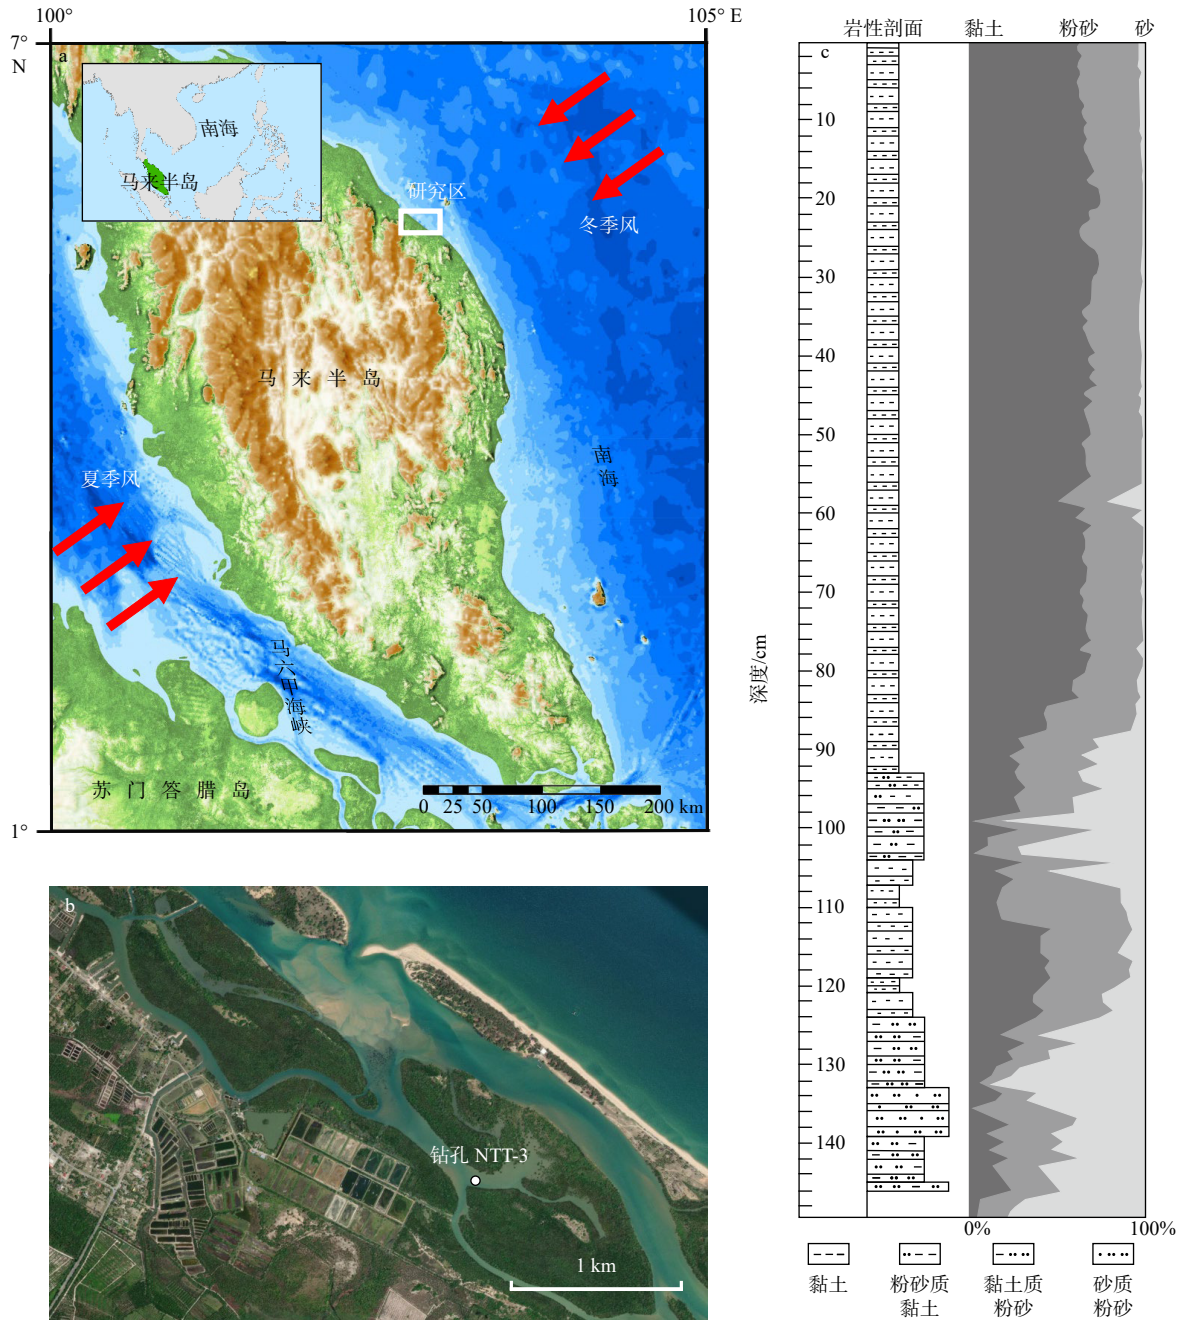 100°
105° E
7°
N
a
南海
马来半岛
研究区
冬季风
马来半岛
南海
夏季风
马六甲海峡
苏门答腊岛
0 25 50 100 150 200 km
1°
b
钻孔 NTT-3
1 km
岩性剖面 黏土 粉砂 砂
c
10
20
30
40
50
60
70
深度/cm
80
90
100
110
120
130
140
0% 100%
黏土
粉砂质
黏土
黏土质
粉砂
砂质
粉砂